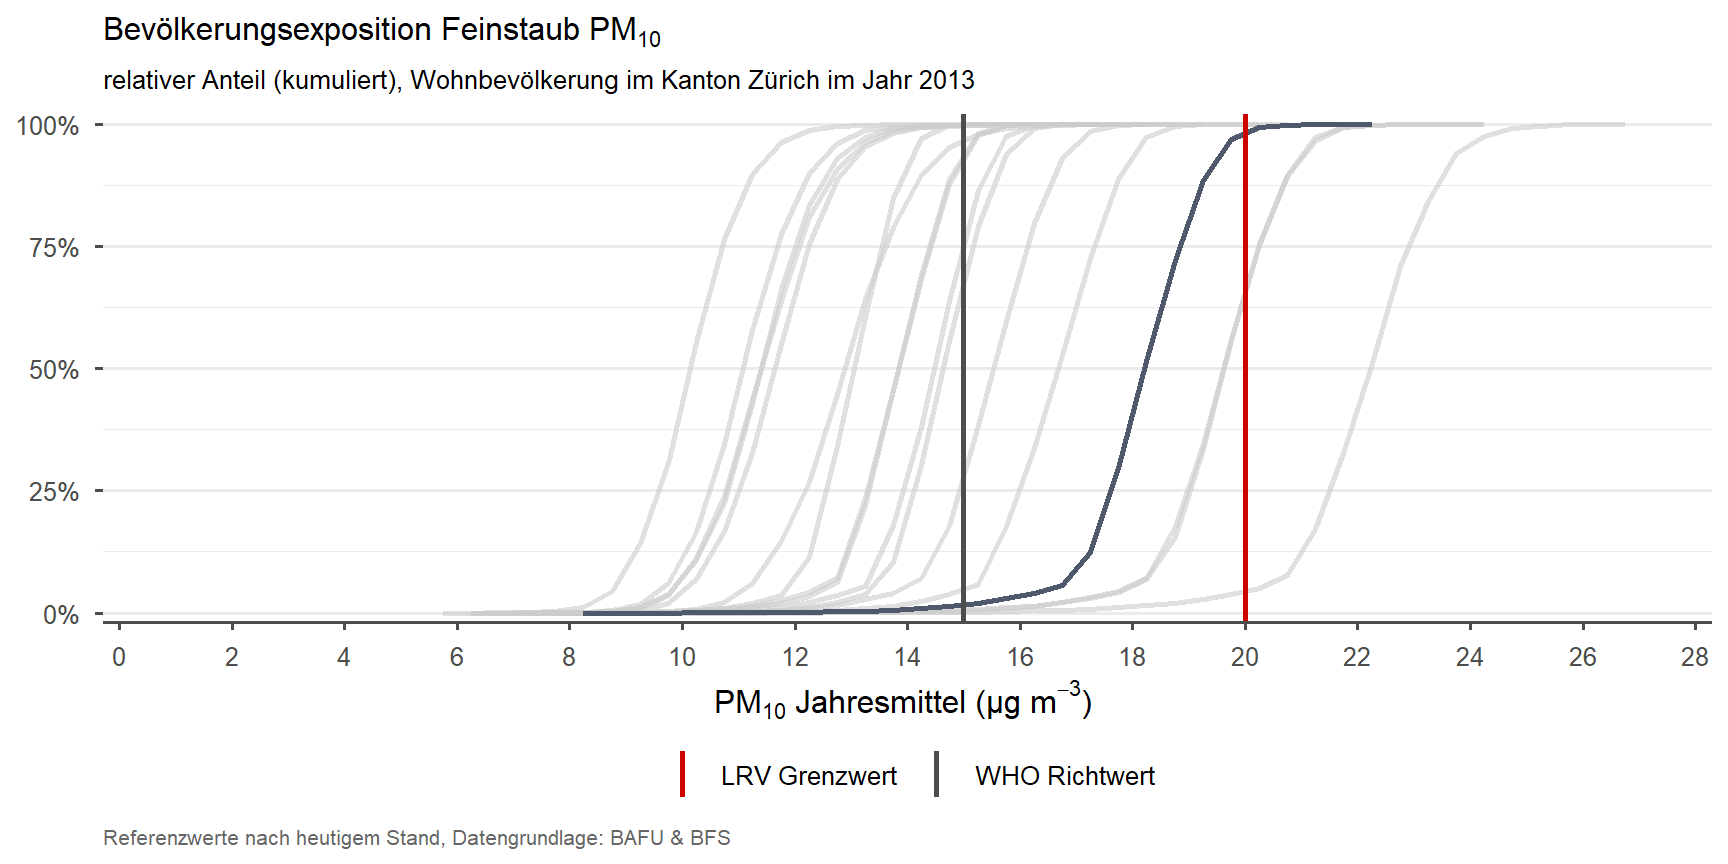 Bevölkerungsexposition Feinstaub PM₁₀
relativer Anteil (kumuliert), Wohnbevölkerung im Kanton Zürich im Jahr 2013
100%
75%
50%
25%
0%
0 2 4 6 8 10 12 14 16 18 20 22 24 26 28
PM₁₀ Jahresmittel (µg m⁻³)
LRV Grenzwert WHO Richtwert
Referenzwerte nach heutigem Stand, Datengrundlage: BAFU & BFS